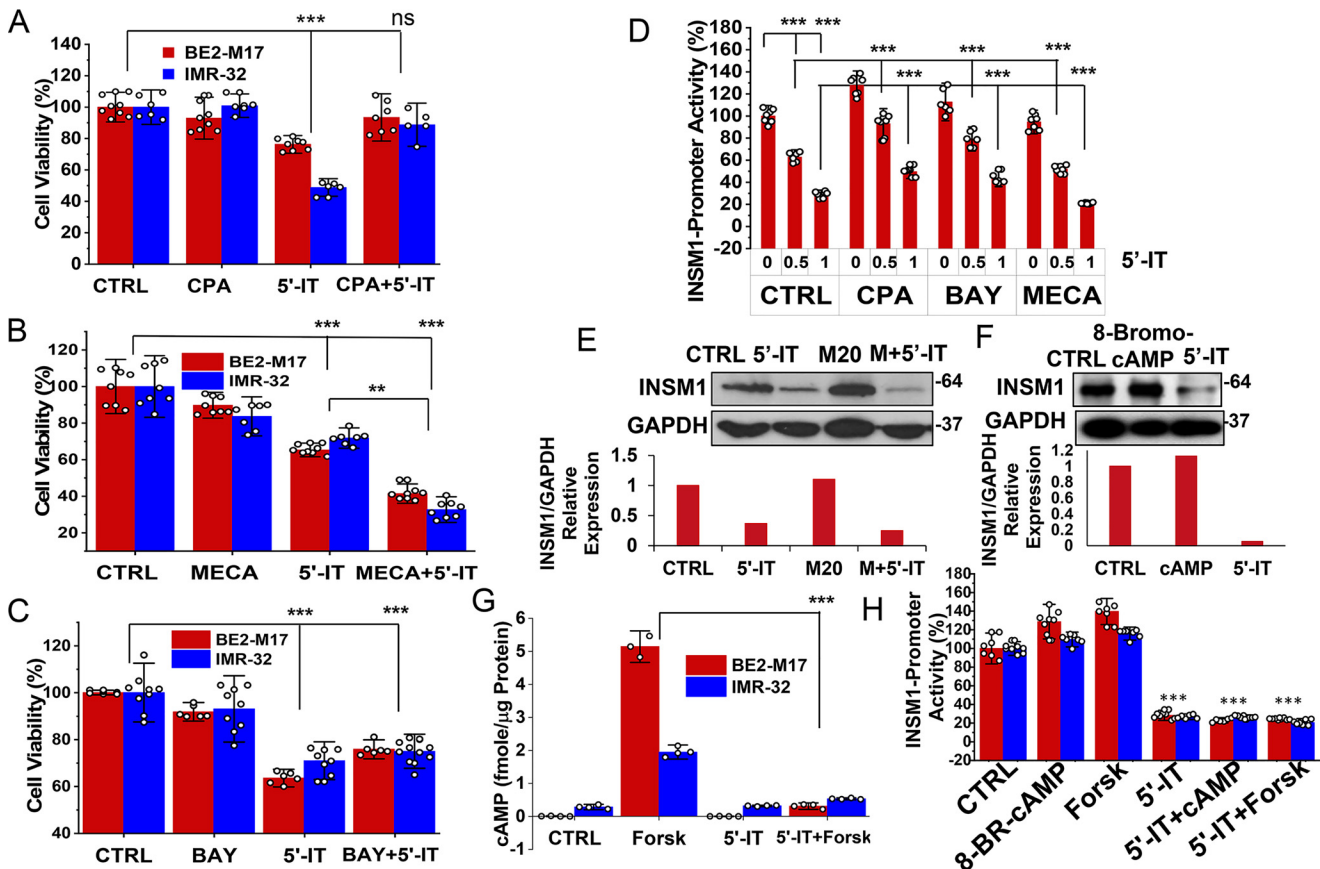 A
***
ns
BE2-M17
IMR-32
Cell Viability (%)
140
120
100
80
60
40
20
0
CTRL CPA 5'-IT CPA+5'-IT
B
***
***
**
BE2-M17
IMR-32
Cell Viability (%)
120
100
80
60
40
20
CTRL MECA 5'-IT MECA+5'-IT
C
***
***
BE2-M17
IMR-32
Cell Viability (%)
120
100
80
60
40
CTRL BAY 5'-IT BAY+5'-IT
D
*** ***
*** *** ***
*** *** ***
INSM1-Promoter Activity (%)
180
160
140
120
100
80
60
40
20
0
-20
0 0.5 1 0 0.5 1 0 0.5 1 0 0.5 1 5'-IT
CTRL CPA BAY MECA
E
CTRL 5'-IT M20 M+5'-IT
INSM1 -64
GAPDH -37
INSM1/GAPDH
Relative
Expression
1.5
1
0.5
0
CTRL 5'-IT M20 M+5'-IT
F
8-Bromo-
CTRL cAMP 5'-IT
INSM1 -64
GAPDH -37
INSM1/GAPDH
Relative
Expression
1.2
1
0.8
0.6
0.4
0.2
0
CTRL cAMP 5'-IT
G
***
BE2-M17
IMR-32
cAMP (fmole/µg Protein)
6
5
4
3
2
1
0
-1
CTRL Forsk 5'-IT 5'-IT+Forsk
H
INSM1-Promoter
Activity (%)
180
160
140
120
100
80
60
40
20
0
-20
*** *** ***
CTRL
8-BR-cAMP
Forsk
5'-IT
5'-IT+cAMP
5'-IT+Forsk